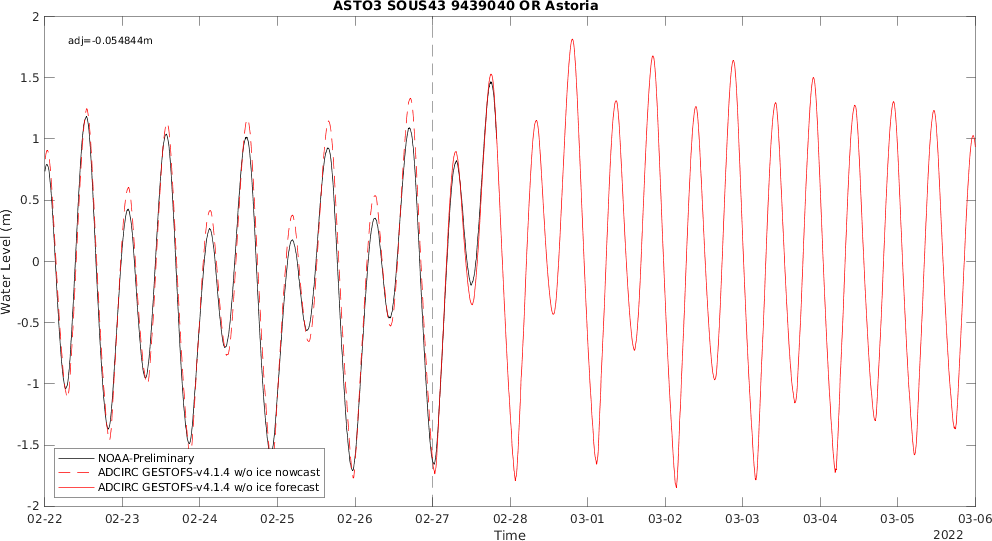 ASTO3 SOUS43 9439040 OR Astoria
adj=-0.054844m
Water Level (m)
2
1.5
1
0.5
0
-0.5
-1
-1.5
-2
NOAA-Preliminary
ADCIRC GESTOFS-v4.1.4 w/o ice nowcast
ADCIRC GESTOFS-v4.1.4 w/o ice forecast
02-22 02-23 02-24 02-25 02-26 02-27 02-28 03-01 03-02 03-03 03-04 03-05 03-06
Time
2022